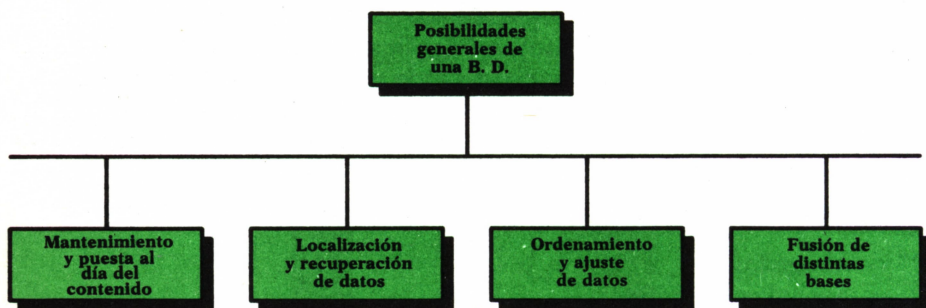 Posibilidades
generales de
una B. D.
Mantenimiento
y puesta al
día del
contenido
Localización
y recuperación
de datos
Ordenamiento
y ajuste
de datos
Fusión de
distintas
bases